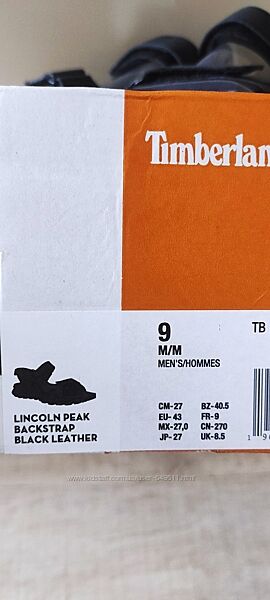 Timberlan
9
M/M
MEN'S/HOMMES
TB
LINCOLN PEAK
BACKSTRAP
BLACK LEATHER
CM-27 BZ-40.5
EU- 43 FR-9
MX-27,0 CN-270
JP- 27 UK-8.5